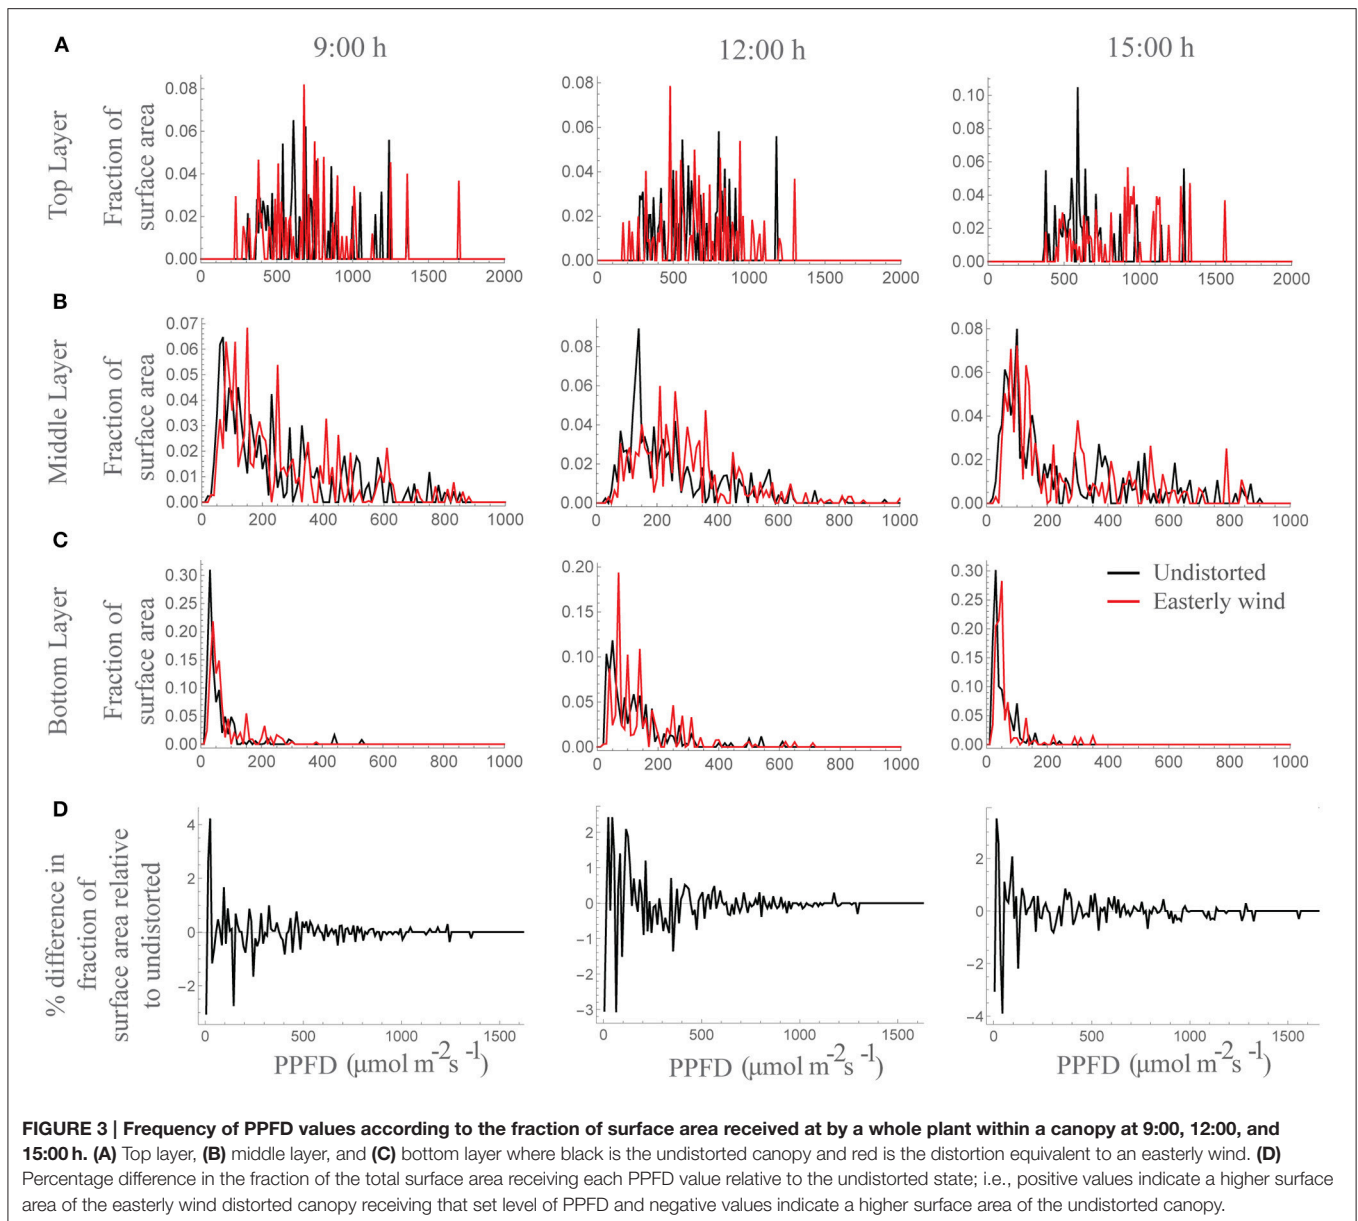 A
9:00 h
12:00 h
15:00 h
Top Layer
Fraction of
surface area
0.08
0.06
0.04
0.02
0.00
0 500 1000 1500 2000
0.08
0.06
0.04
0.02
0.00
0 500 1000 1500 2000
0.10
0.08
0.06
0.04
0.02
0.00
0 500 1000 1500 2000
B
Middle Layer
Fraction of
surface area
0.07
0.06
0.05
0.04
0.03
0.02
0.01
0.00
0 200 400 600 800 1000
0.08
0.06
0.04
0.02
0.00
0 200 400 600 800 1000
0.08
0.06
0.04
0.02
0.00
0 200 400 600 800 1000
C
Bottom Layer
Fraction of
surface area
0.30
0.25
0.20
0.15
0.10
0.05
0.00
0 200 400 600 800 1000
0.20
0.15
0.10
0.05
0.00
0 200 400 600 800 1000
0.30
0.25
0.20
0.15
0.10
0.05
0.00
0 200 400 600 800 1000
Undistorted
Easterly wind
D
% difference in
fraction of
surface area relative
to undistorted
4
2
0
−2
0 500 1000 1500
PPFD (μmol m⁻²s⁻¹)
2
1
0
−1
−2
−3
0 500 1000 1500
PPFD (μmol m⁻²s⁻¹)
2
0
−2
−4
0 500 1000 1500
PPFD (μmol m⁻²s⁻¹)
FIGURE 3 | Frequency of PPFD values according to the fraction of surface area received at by a whole plant within a canopy at 9:00, 12:00, and
15:00 h. (A) Top layer, (B) middle layer, and (C) bottom layer where black is the undistorted canopy and red is the distortion equivalent to an easterly wind. (D)
Percentage difference in the fraction of the total surface area receiving each PPFD value relative to the undistorted state; i.e., positive values indicate a higher surface
area of the easterly wind distorted canopy receiving that set level of PPFD and negative values indicate a higher surface area of the undistorted canopy.